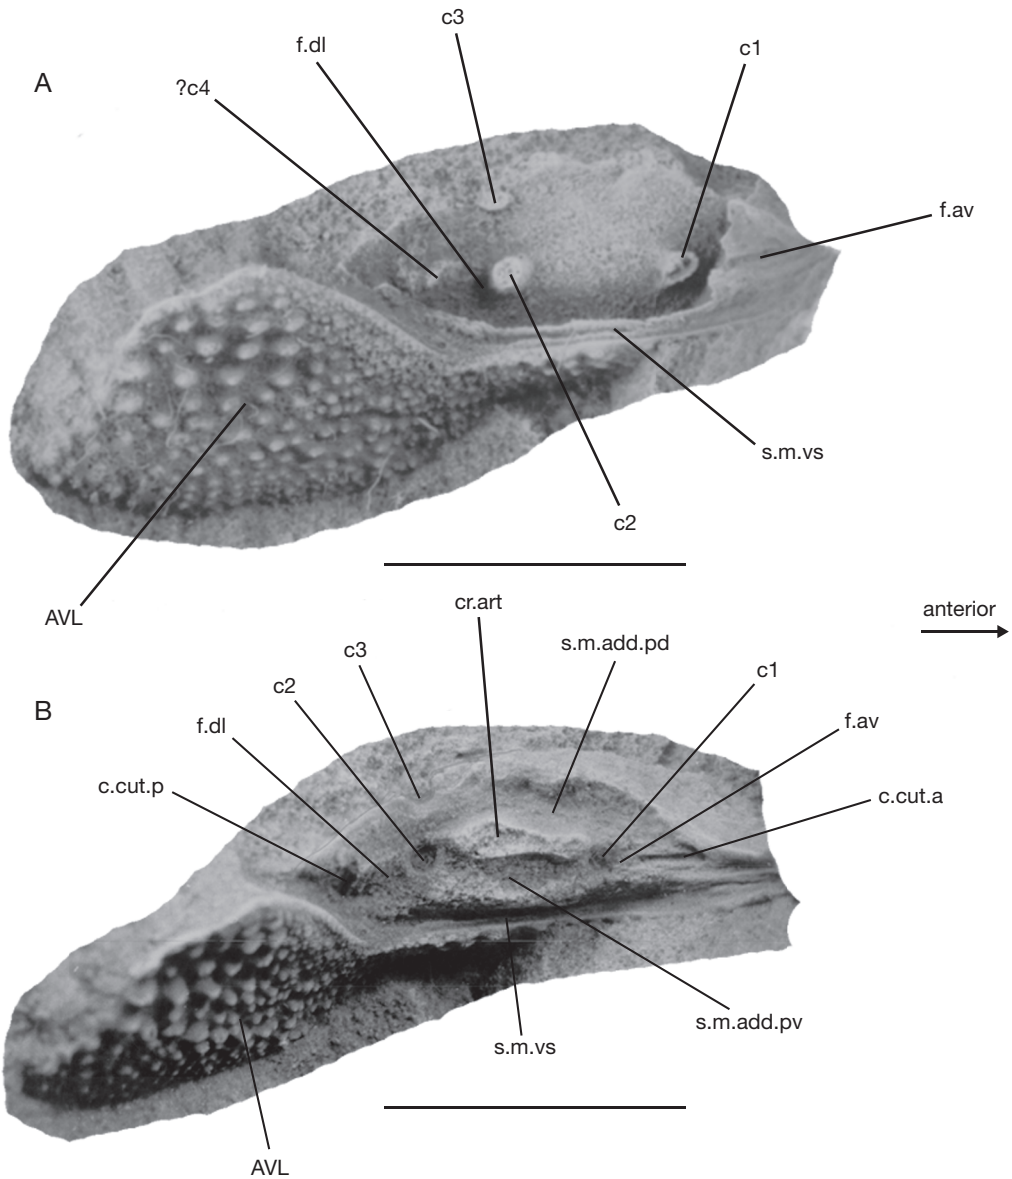 c3
f.dl
c1
A
?c4
f.av
s.m.vs
c2
AVL
cr.art
anterior
c3
s.m.add.pd
c2
c1
B
f.dl
f.av
c.cut.p
c.cut.a
s.m.add.pv
s.m.vs
AVL